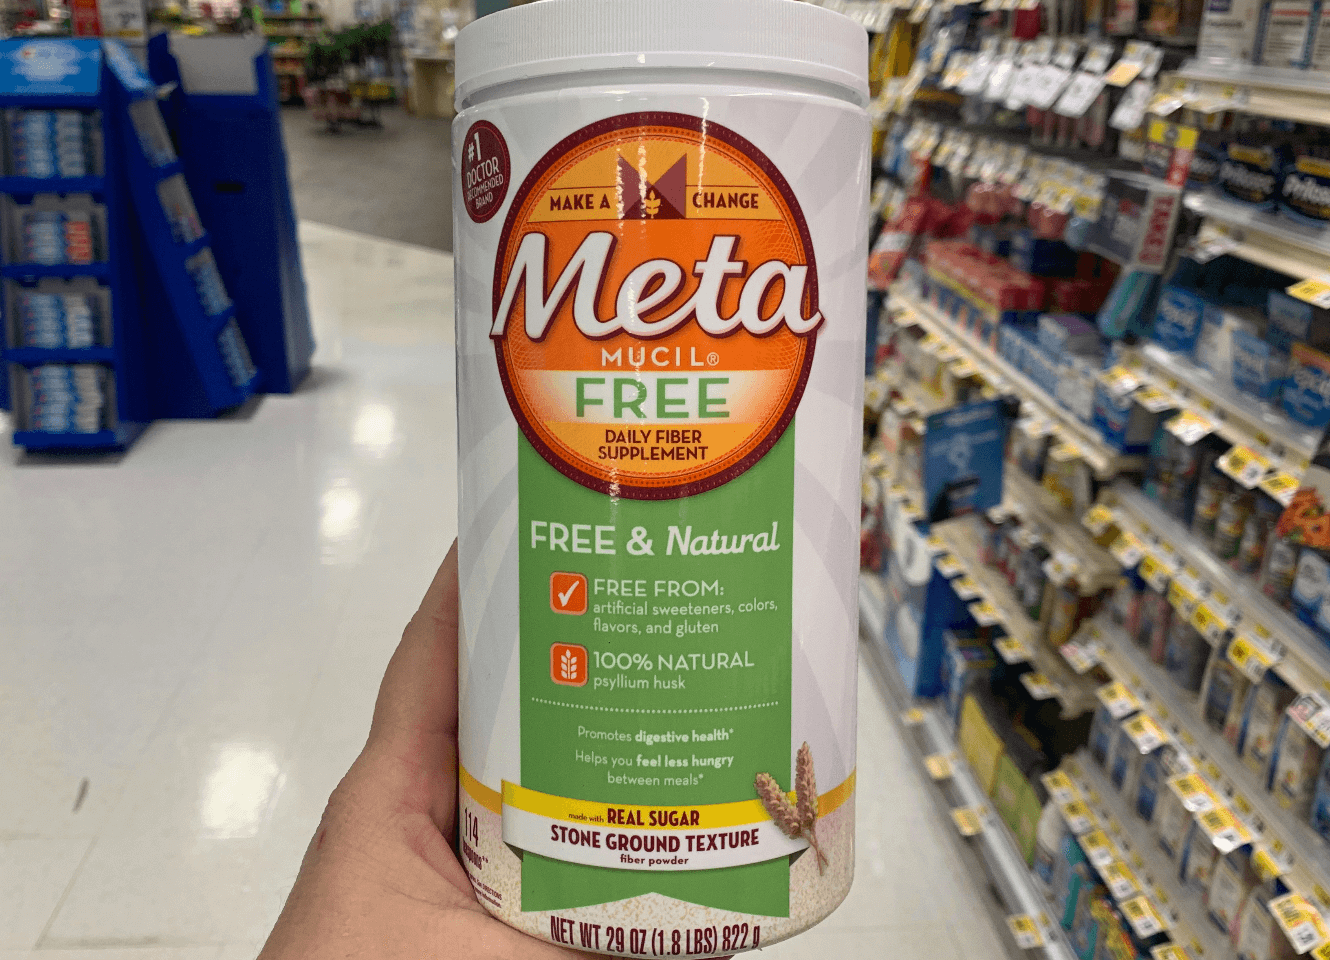 #1
DOCTOR
RECOMMENDED
BRAND
MAKE A CHANGE
Meta
MUCIL®
FREE
DAILY FIBER
SUPPLEMENT
FREE & Natural
FREE FROM:
artificial sweeteners, colors,
flavors, and gluten
100% NATURAL
psyllium husk
Promotes digestive health*
Helps you feel less hungry
between meals*
made with REAL SUGAR
STONE GROUND TEXTURE
fiber powder
114
NET WT 29 OZ (1.8 LBS) 822 g
Prilosec